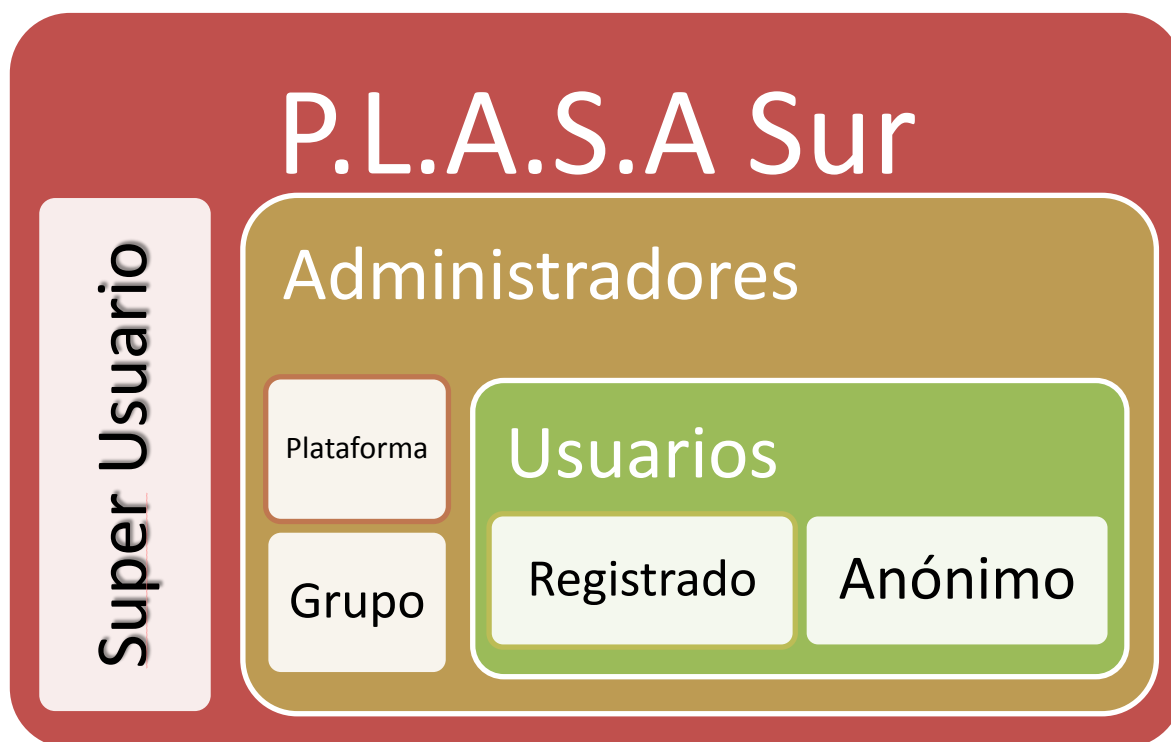 P.L.A.S.A Sur
Super Usuario
Administradores
Plataforma
Grupo
Usuarios
Registrado
Anónimo